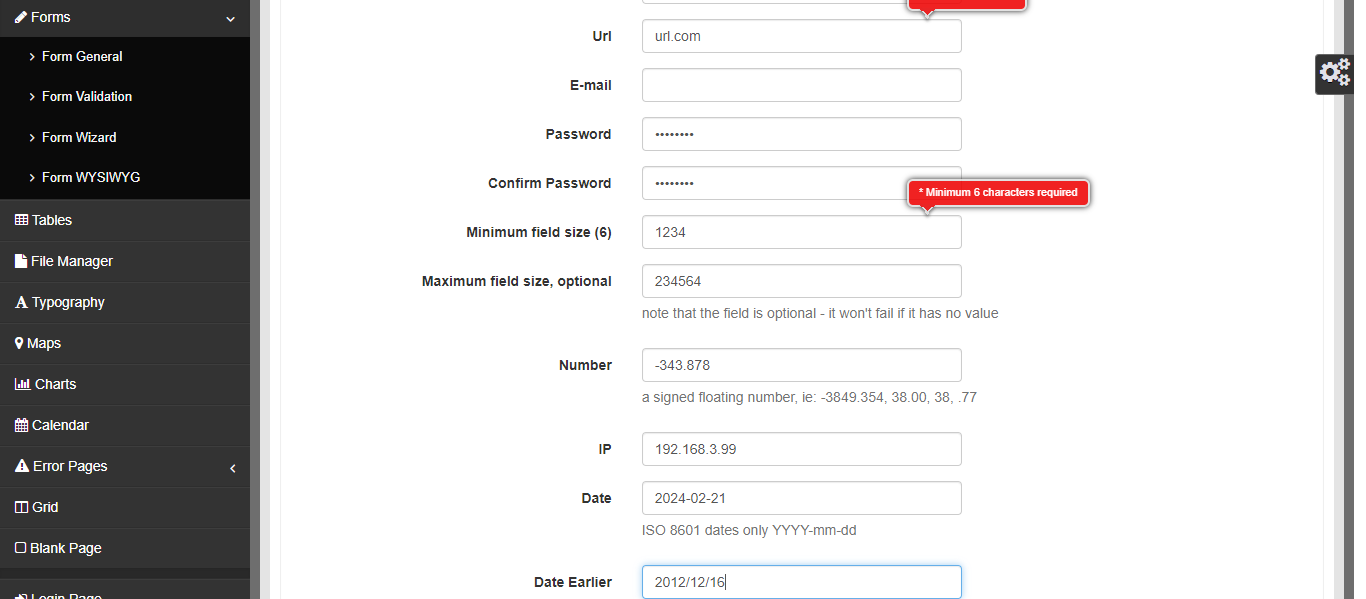 Forms
Form General
Form Validation
Form Wizard
Form WYSIWYG
Tables
File Manager
Typography
Maps
Charts
Calendar
Error Pages
Grid
Blank Page
Login Page
Url
url.com
E-mail
Password
••••••••
Confirm Password
••••••••
* Minimum 6 characters required
Minimum field size (6)
1234
Maximum field size, optional
234564
note that the field is optional - it won't fail if it has no value
Number
-343.878
a signed floating number, ie: -3849.354, 38.00, 38, .77
IP
192.168.3.99
Date
2024-02-21
ISO 8601 dates only YYYY-mm-dd
Date Earlier
2012/12/16